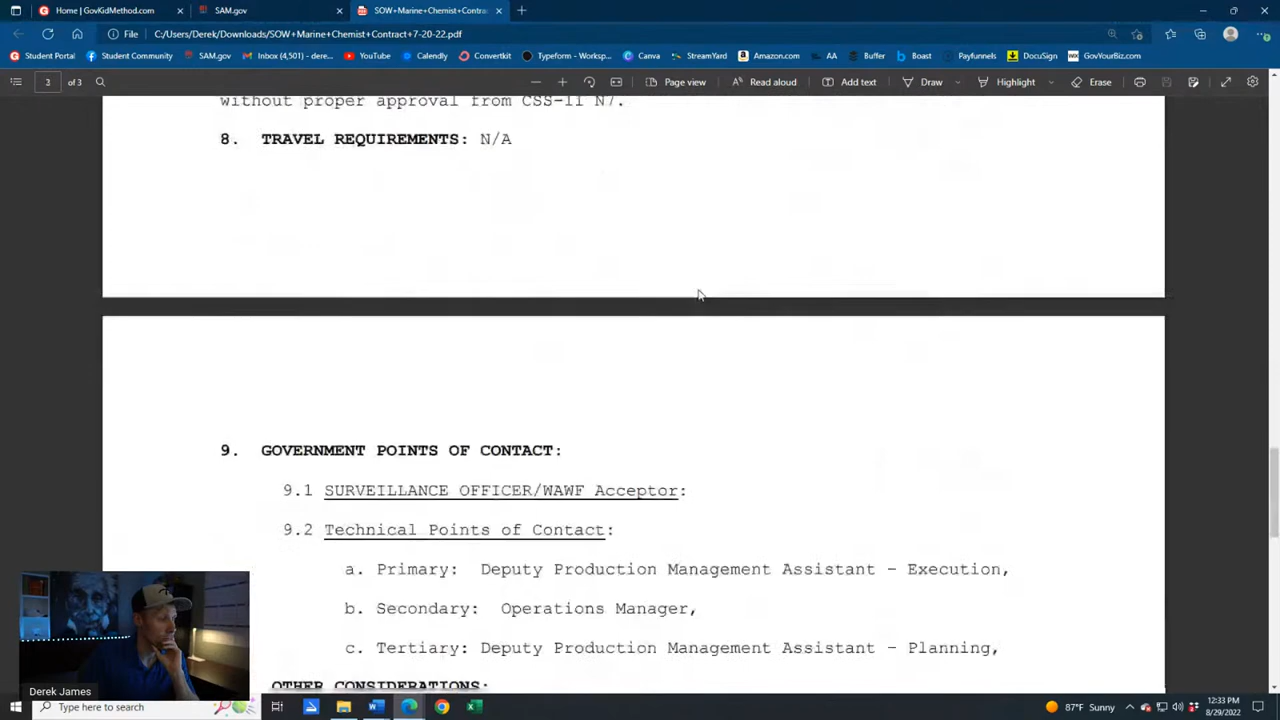 Home | GovKidMethod.com
SAM.gov
SOW+Marine+Chemist+Contra
File
C:/Users/Derek/Downloads/SOW+Marine+Chemist+Contract+7-20-22.pdf
Student Portal
Student Community
SAM.gov
Inbox (4,501) - dere...
YouTube
Calendly
Convertkit
Typeform - Worksp...
Canva
StreamYard
Amazon.com
AA
Buffer
Boast
Payfunnels
DocuSign
GovYourBiz.com
3 of 3
Page view
Read aloud
Add text
Draw
Highlight
Erase
without proper approval from CSS-11 N7.
8. TRAVEL REQUIREMENTS: N/A
9. GOVERNMENT POINTS OF CONTACT:
9.1 SURVEILLANCE OFFICER/WAWF Acceptor:
9.2 Technical Points of Contact:
a. Primary: Deputy Production Management Assistant – Execution,
b. Secondary: Operations Manager,
c. Tertiary: Deputy Production Management Assistant – Planning,
OTHER CONSIDERATIONS:
Derek James
Type here to search
87°F Sunny
12:33 PM
8/29/2022